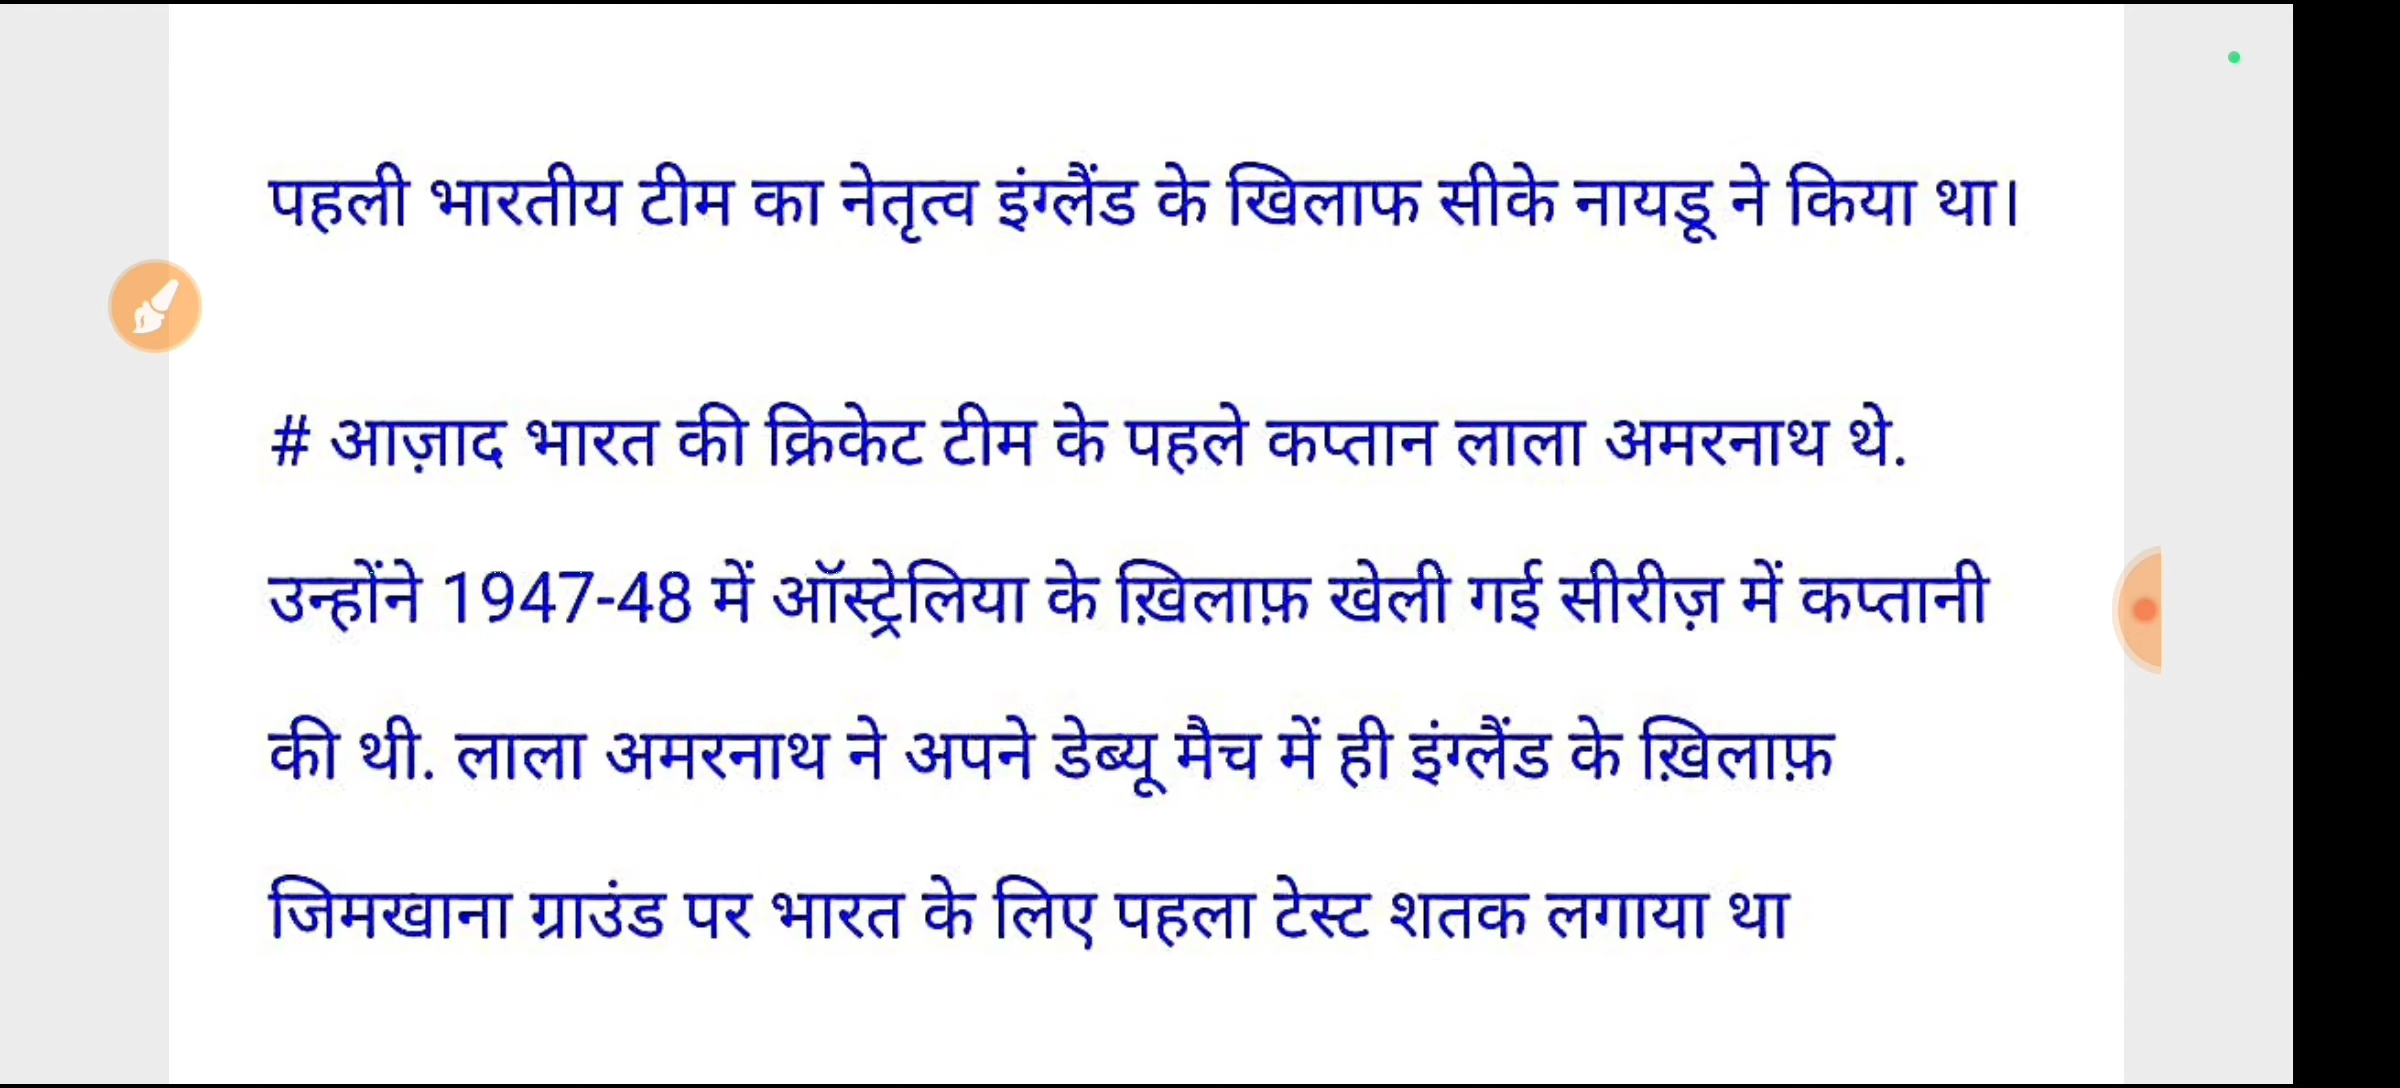 पहली भारतीय टीम का नेतृत्व इंग्लैंड के खिलाफ सीके नायडू ने किया था।
# आज़ाद भारत की क्रिकेट टीम के पहले कप्तान लाला अमरनाथ थे.
उन्होंने 1947-48 में ऑस्ट्रेलिया के ख़िलाफ़ खेली गई सीरीज़ में कप्तानी
की थी. लाला अमरनाथ ने अपने डेब्यू मैच में ही इंग्लैंड के ख़िलाफ़
जिमखाना ग्राउंड पर भारत के लिए पहला टेस्ट शतक लगाया था